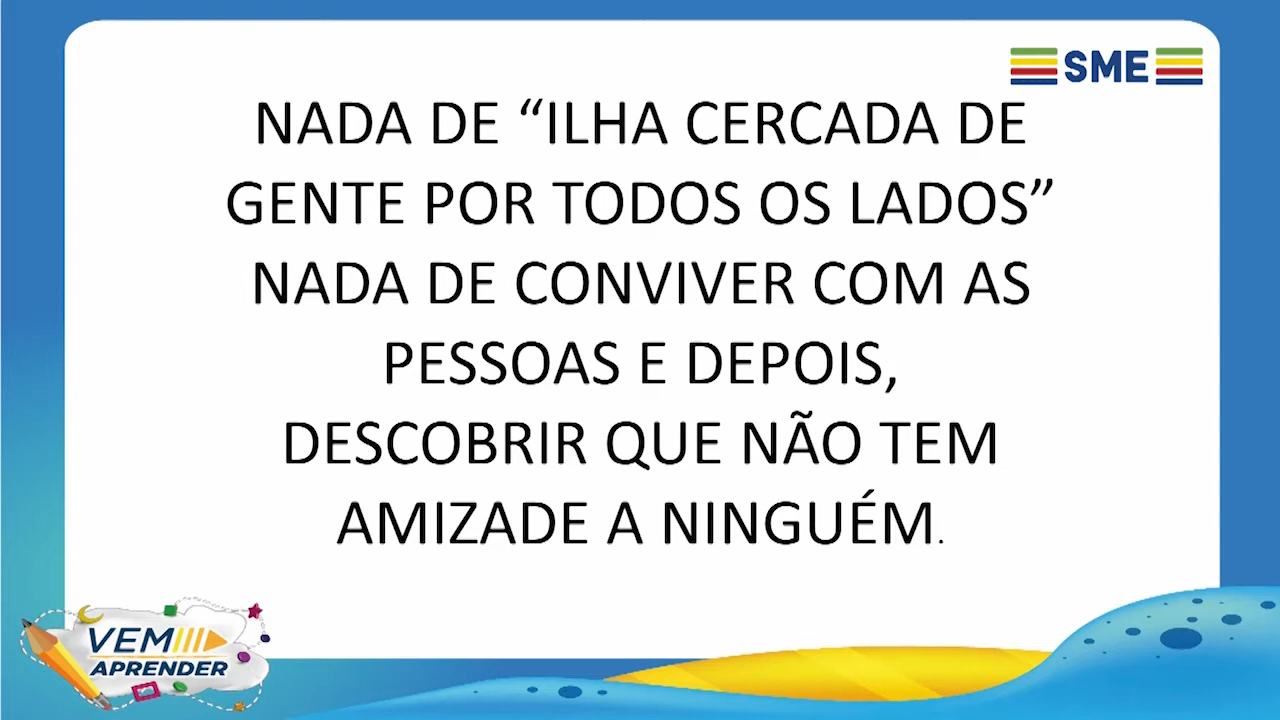 SME
NADA DE “ILHA CERCADA DE
GENTE POR TODOS OS LADOS”
NADA DE CONVIVER COM AS
PESSOAS E DEPOIS,
DESCOBRIR QUE NÃO TEM
AMIZADE A NINGUÉM.
VEM
APRENDER